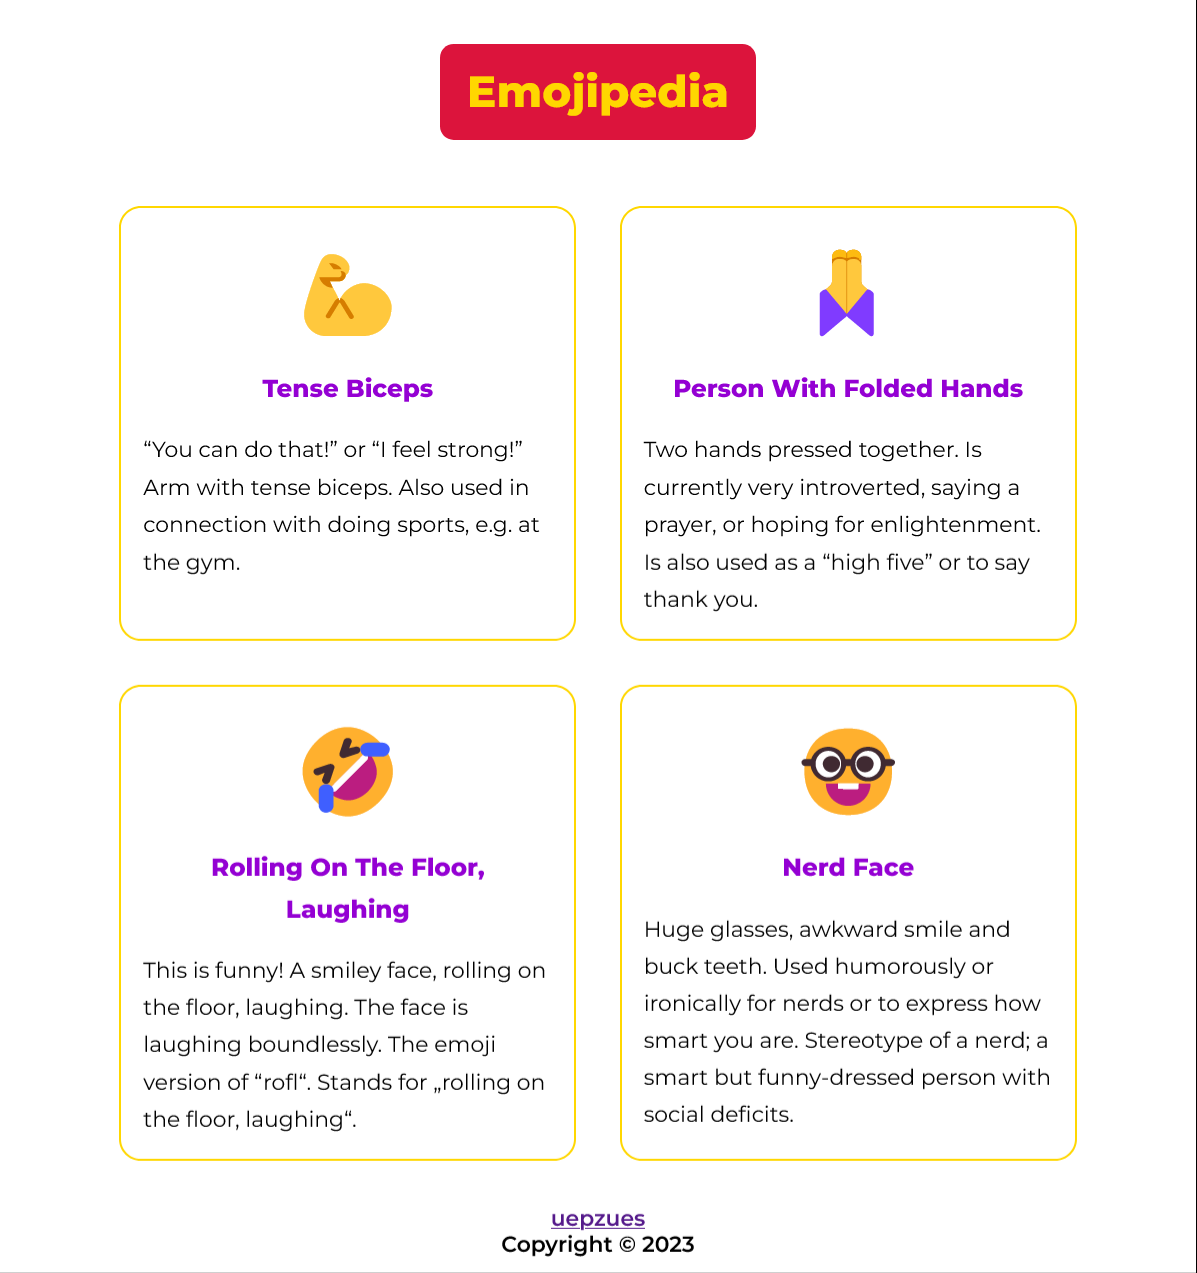 Emojipedia
Tense Biceps
“You can do that!” or “I feel strong!”
Arm with tense biceps. Also used in
connection with doing sports, e.g. at
the gym.
Person With Folded Hands
Two hands pressed together. Is
currently very introverted, saying a
prayer, or hoping for enlightenment.
Is also used as a “high five” or to say
thank you.
Rolling On The Floor,
Laughing
This is funny! A smiley face, rolling on
the floor, laughing. The face is
laughing boundlessly. The emoji
version of “rofl“. Stands for „rolling on
the floor, laughing“.
Nerd Face
Huge glasses, awkward smile and
buck teeth. Used humorously or
ironically for nerds or to express how
smart you are. Stereotype of a nerd; a
smart but funny-dressed person with
social deficits.
uepzues
Copyright © 2023